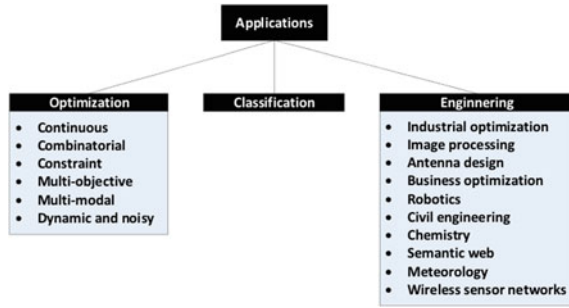 Applications
Optimization
• Continuous
• Combinatorial
• Constraint
• Multi-objective
• Multi-modal
• Dynamic and noisy
Classification
Enginnering
• Industrial optimization
• Image processing
• Antenna design
• Business optimization
• Robotics
• Civil engineering
• Chemistry
• Semantic web
• Meteorology
• Wireless sensor networks